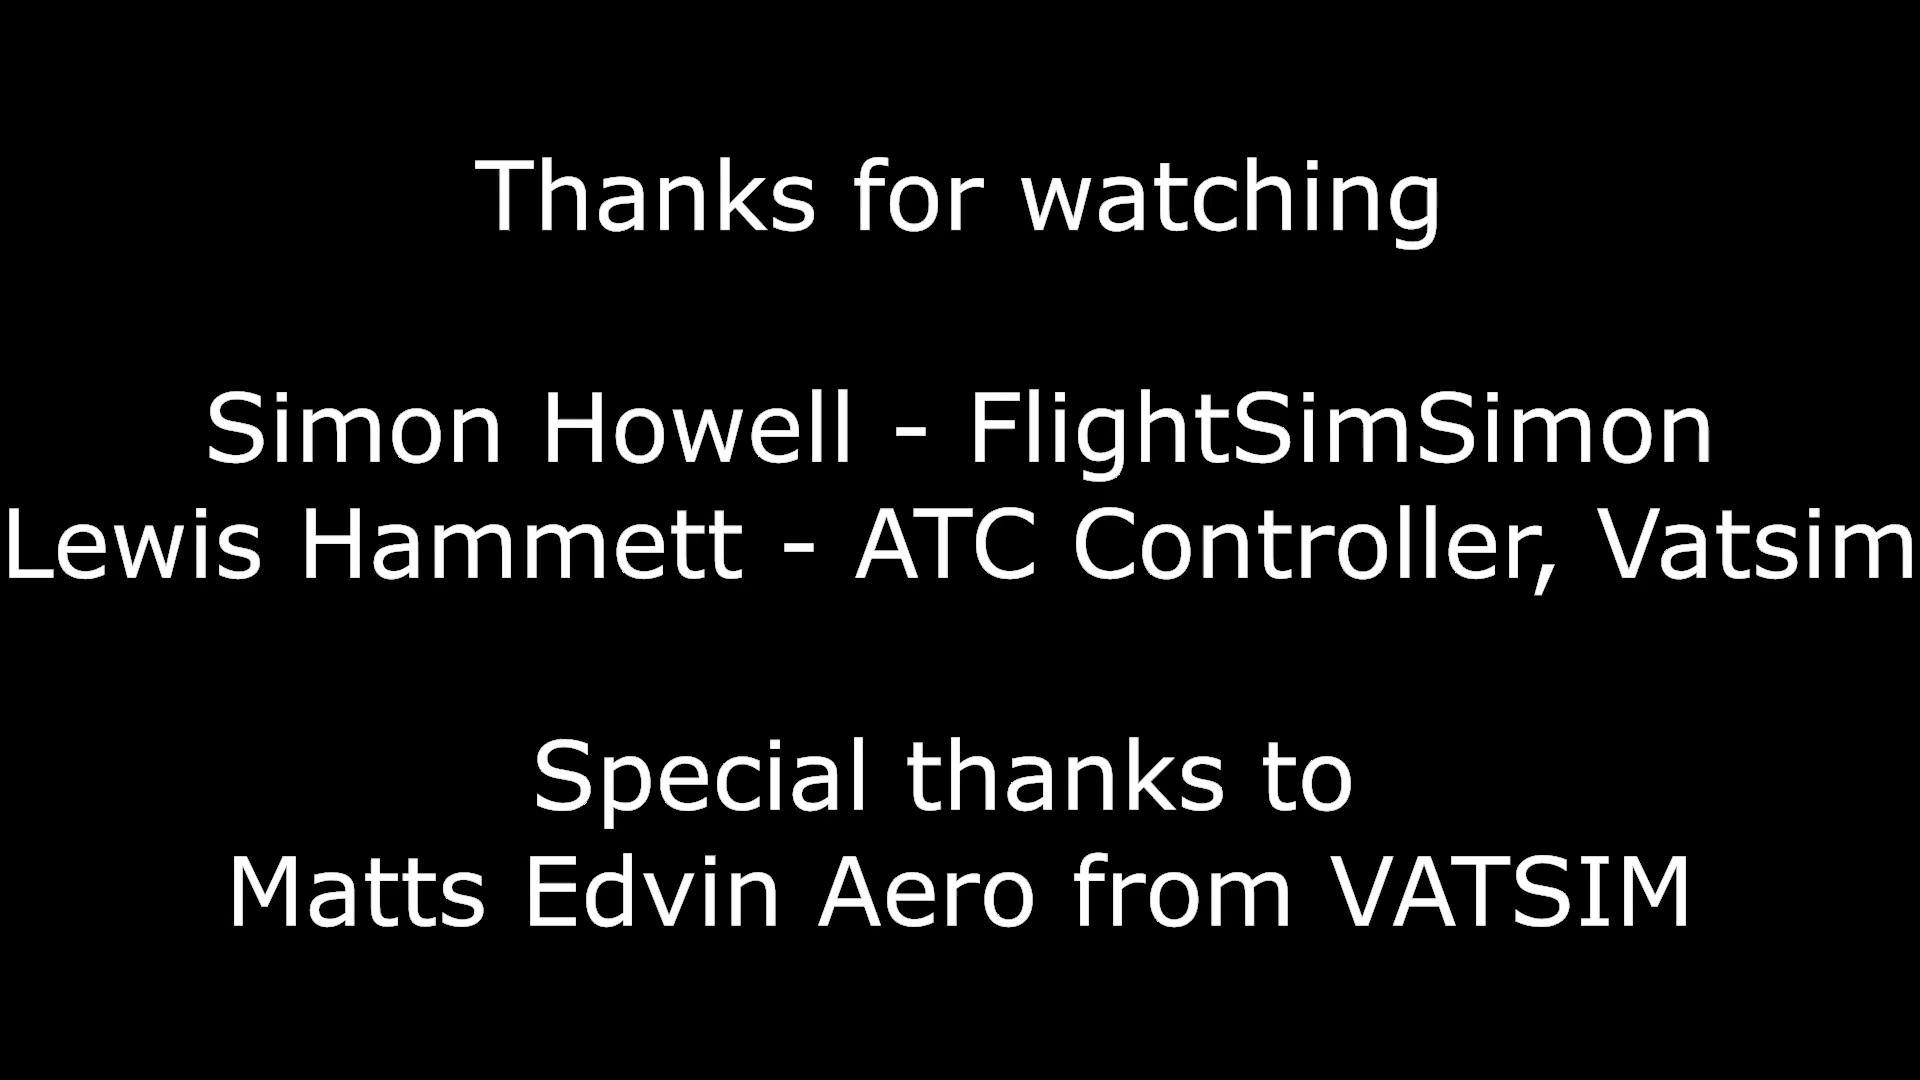 Thanks for watching
Simon Howell - FlightSimSimon
Lewis Hammett - ATC Controller, Vatsim
Special thanks to
Matts Edvin Aero from VATSIM